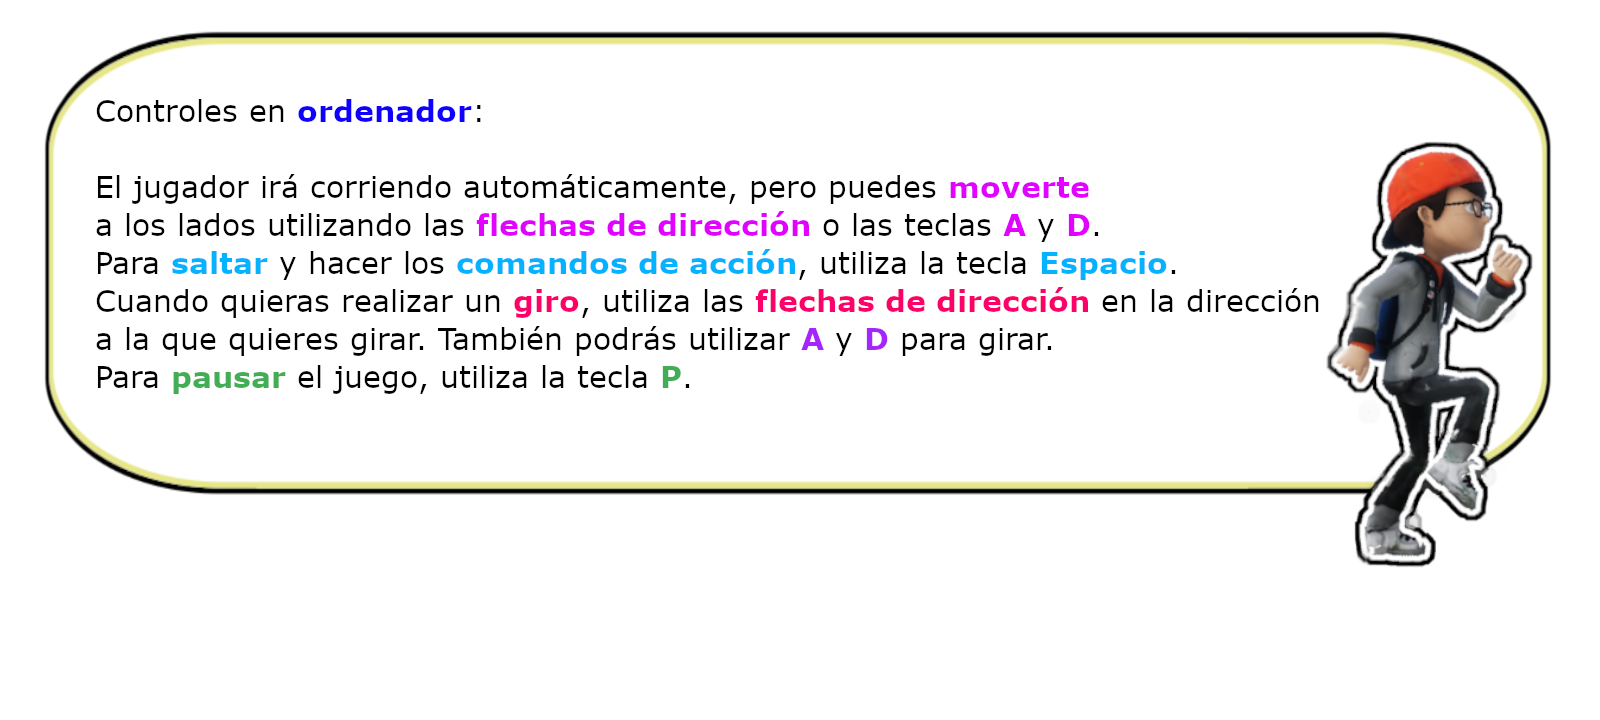 Controles en ordenador:
El jugador irá corriendo automáticamente, pero puedes moverte
a los lados utilizando las flechas de dirección o las teclas A y D.
Para saltar y hacer los comandos de acción, utiliza la tecla Espacio.
Cuando quieras realizar un giro, utiliza las flechas de dirección en la dirección
a la que quieres girar. También podrás utilizar A y D para girar.
Para pausar el juego, utiliza la tecla P.